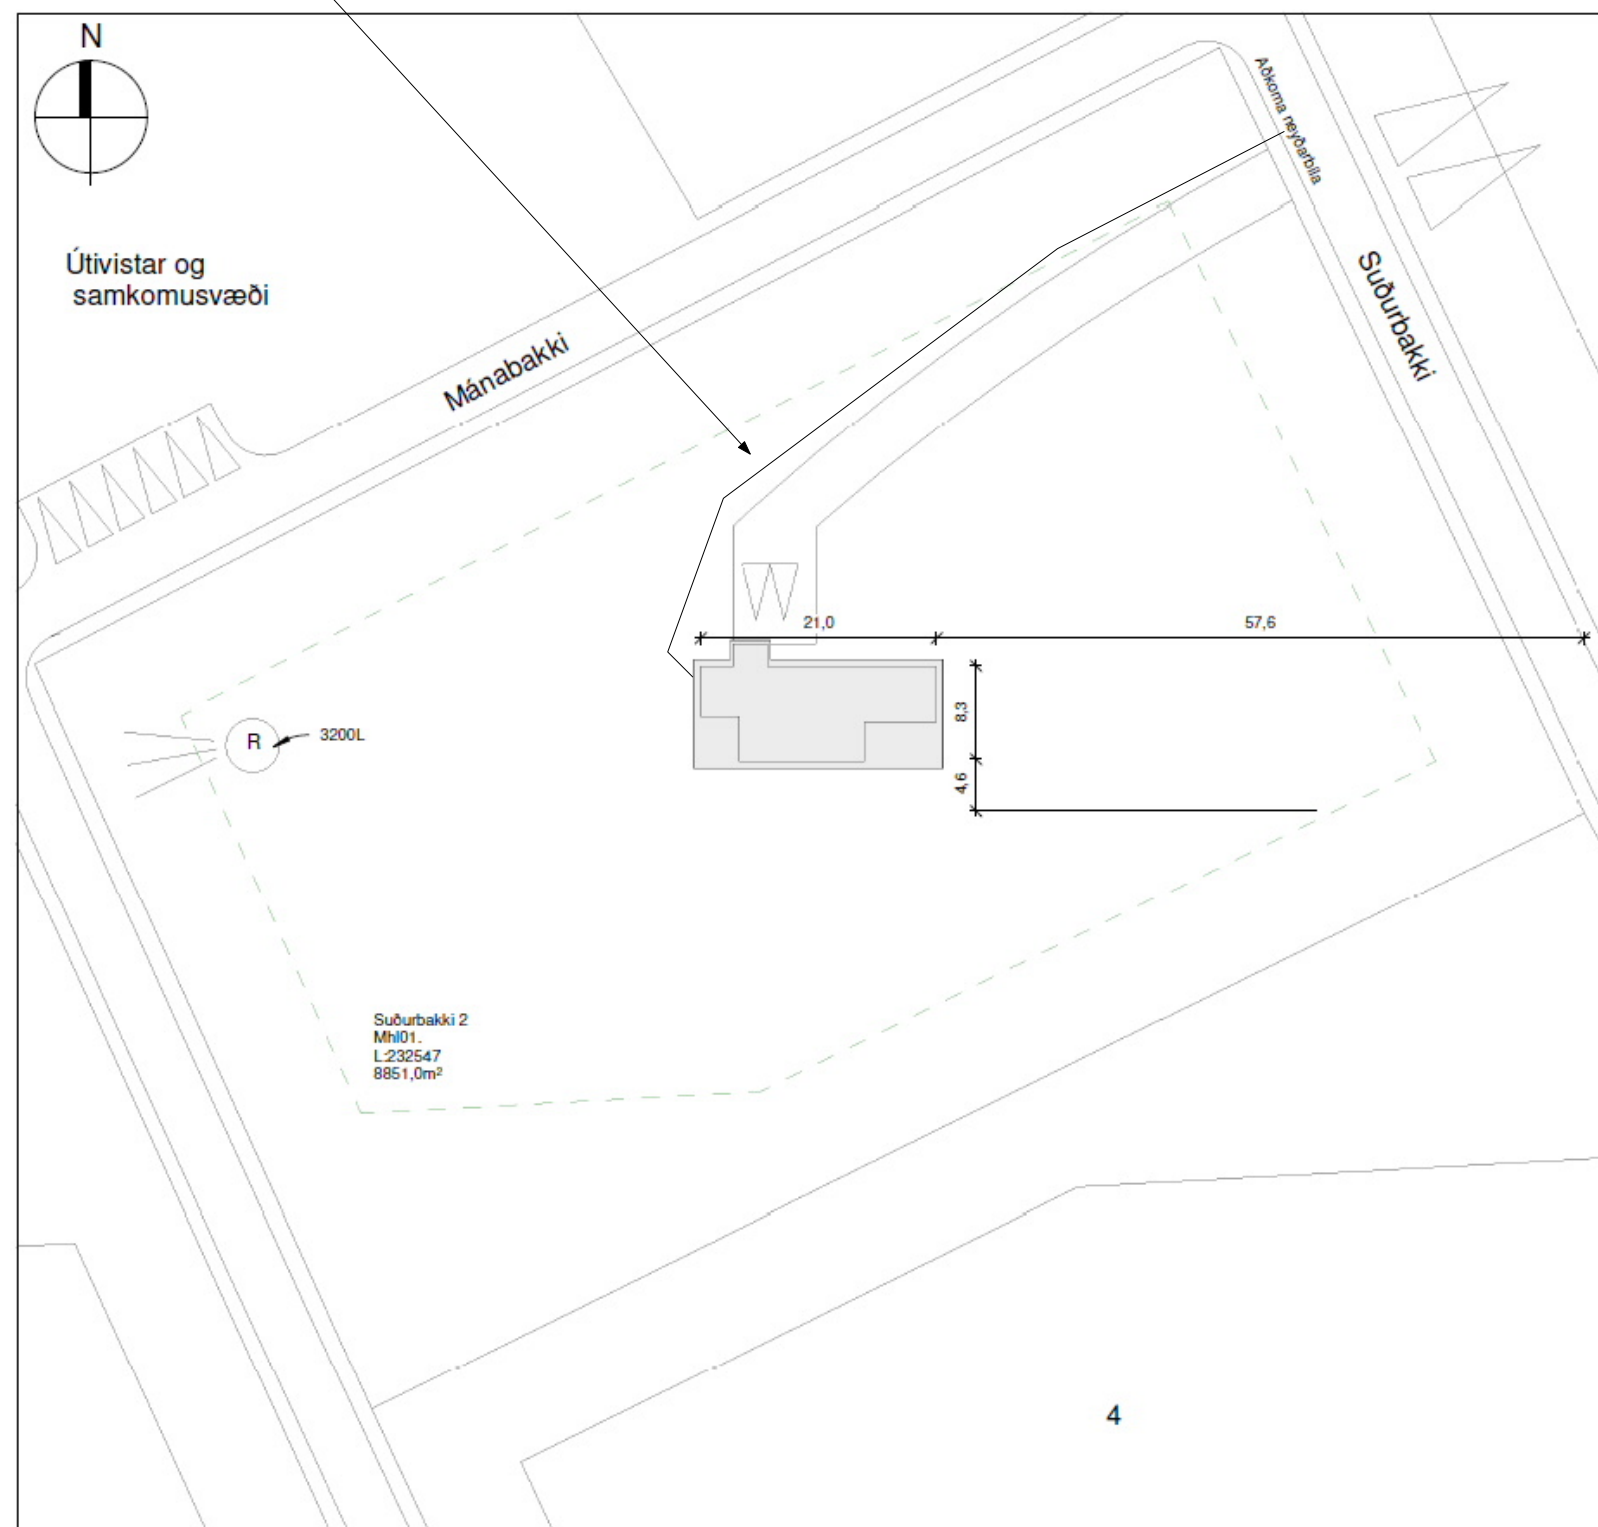 N
Aðkoma neyðarbíla
Útivistar og
samkomusvæði
Suðurbakki
Mánabakki
21,0
57,6
8,3
R
3200L
4,6
Suðurbakki 2
Mhl01.
L:232547
8851,0m²
4